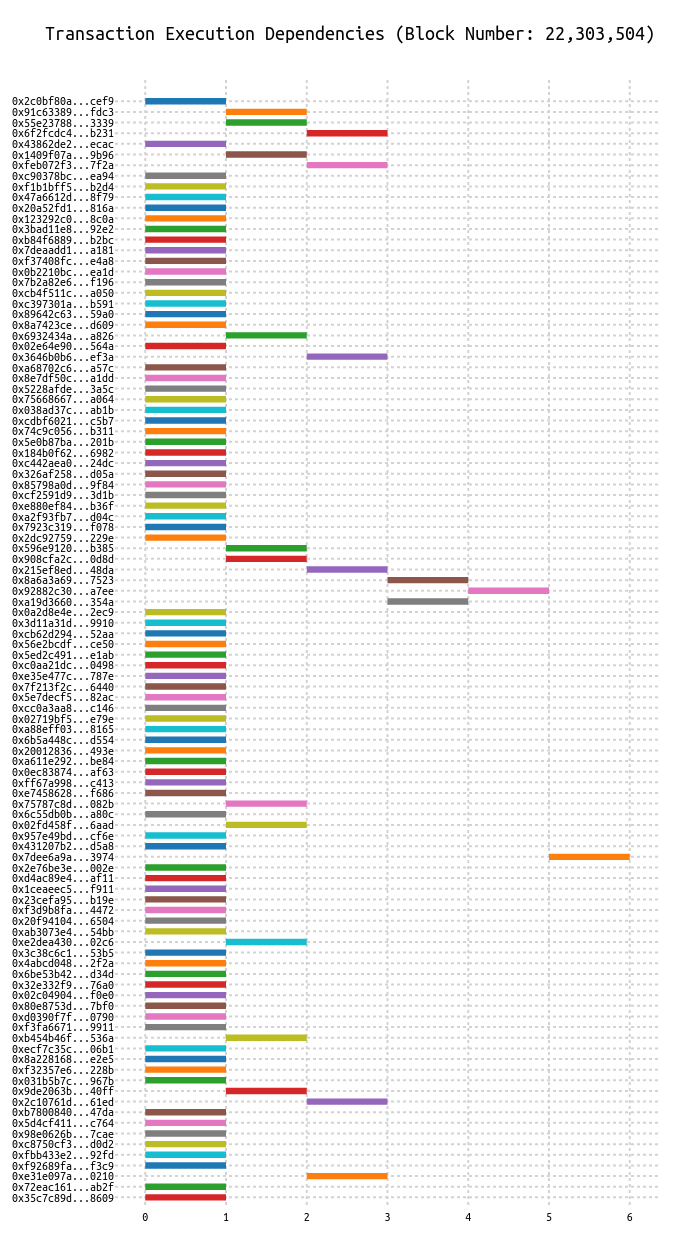 Transaction Execution Dependencies (Block Number: 22,303,504)
0x2c0bf80a...cef9
0x91c63389...fdc3
0x55e23788...3339
0x6f2fcdc4...b231
0x43862de2...ecac
0x1409f07a...9b96
0xfeb072f3...7f2a
0xc90378bc...ea94
0xf1b1bff5...b2d4
0x47a6612d...8f79
0x20a52fd1...816a
0x123292c0...8c0a
0x3bad11e8...92e2
0xb84f6889...b2bc
0x7deaadd1...a181
0xf37408fc...e4a8
0x0b2210bc...ea1d
0x7b2a82e6...f196
0xcb4f511c...a050
0xc397301a...b591
0x89642c63...59a0
0x8a7423ce...d609
0x6932434a...a826
0x02e64e90...564a
0x3646b0b6...ef3a
0xa68702c6...a57c
0x8e7df50c...a1dd
0x5228afde...3a5c
0x75668667...a064
0x038ad37c...ab1b
0xcdbf6021...c5b7
0x74c9c056...b311
0x5e0b87ba...201b
0x184b0f62...6982
0xc442aea0...24dc
0x326af258...d05a
0x85798a0d...9f84
0xcf2591d9...3d1b
0xe880ef84...b36f
0xa2f93fb7...d04c
0x7923c319...f078
0x2dc92759...229e
0x596e9120...b385
0x908cfa2c...0d8d
0x215ef8ed...48da
0x8a6a3a69...7523
0x92882c30...a7ee
0xa19d3660...354a
0x0a2d8e4e...2ec9
0x3d11a31d...9910
0xcb62d294...52aa
0x56e2bcdf...ce50
0x5ed2c491...e1ab
0xc0aa21dc...0498
0xe35e477c...787e
0x7f213f2c...6440
0x5e7decf5...82ac
0xcc0a3aa8...c146
0x02719bf5...e79e
0xa88eff03...8165
0x6b5a448c...d554
0x20012836...493e
0xa611e292...be84
0x0ec83874...af63
0xff67a998...c413
0xe7458628...f686
0x75787c8d...082b
0x6c55db0b...a80c
0x02fd458f...6aad
0x957e49bd...cf6e
0x431207b2...d5a8
0x7dee6a9a...3974
0x2e76be3e...002e
0xd4ac89e4...af11
0x1ceaeec5...f911
0x23cefa95...b19e
0xf3d9b8fa...4472
0x20f94104...6504
0xab3073e4...54bb
0xe2dea430...02c6
0x3c38c6c1...53b5
0x4abcd048...2f2a
0x6be53b42...d34d
0x32e332f9...76a0
0x02c04904...f0e0
0x80e8753d...7bf0
0xd0390f7f...0790
0xf3fa6671...9911
0xb454b46f...536a
0xecf7c35c...06b1
0x8a228168...e2e5
0xf32357e6...228b
0x031b5b7c...967b
0x9de2063b...40ff
0x2c10761d...61ed
0xb7800840...47da
0x5d4cf411...c764
0x98e0626b...7cae
0xc8750cf3...d0d2
0xfbb433e2...92fd
0xf92689fa...f3c9
0xe31e097a...0210
0x72eac161...ab2f
0x35c7c89d...8609
0 1 2 3 4 5 6